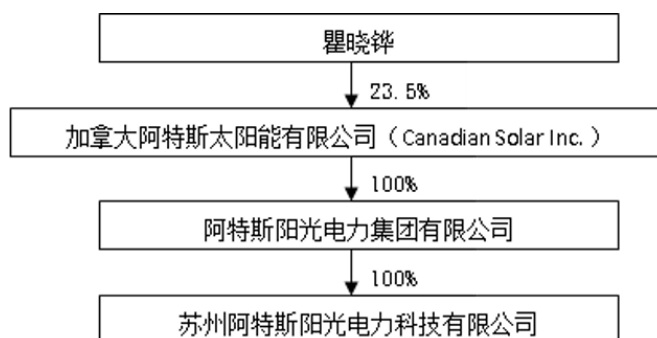 瞿晓铧
23.5%
加拿大阿特斯太阳能有限公司（Canadian Solar Inc.）
100%
阿特斯阳光电力集团有限公司
100%
苏州阿特斯阳光电力科技有限公司